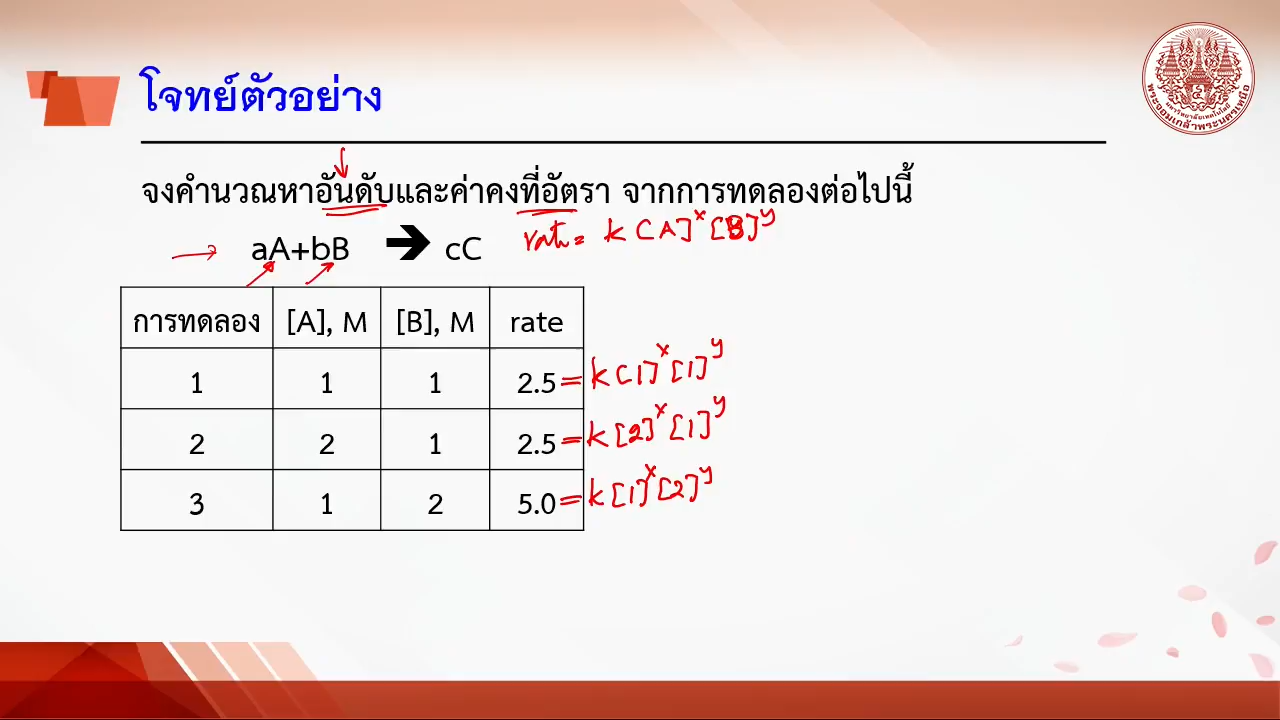 โจทย์ตัวอย่าง
จงคำนวณหาอันดับและค่าคงที่อัตรา จากการทดลองต่อไปนี้
aA+bB → cC
rate = k[A]^x[B]^y
การทดลอง [A], M [B], M rate
1 1 1 2.5 = k[1]^x[1]^y
2 2 1 2.5 = k[2]^x[1]^y
3 1 2 5.0 = k[1]^x[2]^y